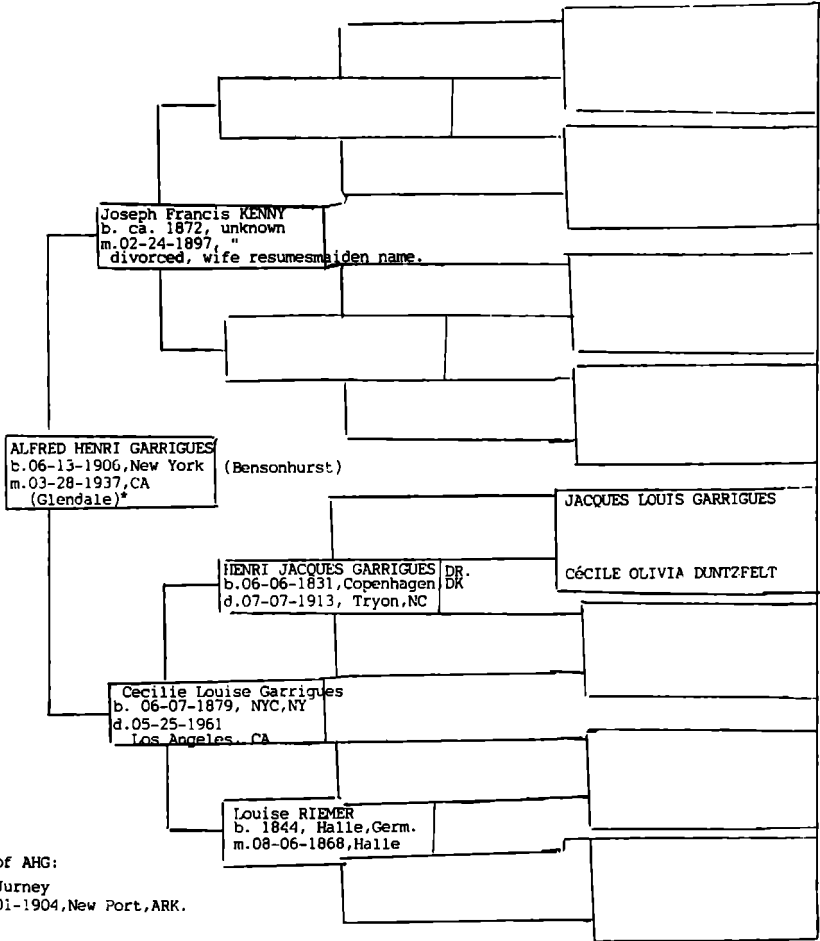 Joseph Francis KENNY
b. ca. 1872, unknown
m.02-24-1897, "
divorced, wife resumesmaiden name.
ALFRED HENRI GARRIGUES
b.06-13-1906,New York (Bensonhurst)
m.03-28-1937,CA
(Glendale)*
JACQUES LOUIS GARRIGUES
CéCILE OLIVIA DUNTZFELT
HENRI JACQUES GARRIGUES DR.
b.06-06-1831,Copenhagen DK
d.07-07-1913, Tryon,NC
Cecilie Louise Garrigues
b. 06-07-1879, NYC,NY
d.05-25-1961
Los Angeles, CA
Louise RIEMER
b. 1844, Halle,Germ.
m.08-06-1868,Halle
of AHG:
Jurney
01-1904,New Port,ARK.